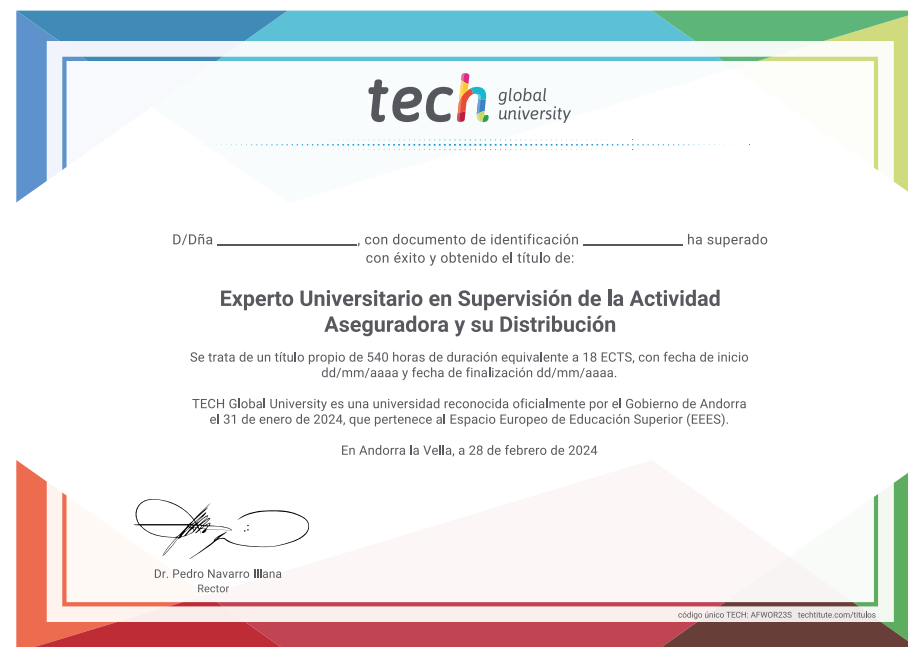 tech global university
D/Dña ____________________, con documento de identificación ______________ ha superado
con éxito y obtenido el título de:
Experto Universitario en Supervisión de la Actividad
Aseguradora y su Distribución
Se trata de un título propio de 540 horas de duración equivalente a 18 ECTS, con fecha de inicio
dd/mm/aaaa y fecha de finalización dd/mm/aaaa.
TECH Global University es una universidad reconocida oficialmente por el Gobierno de Andorra
el 31 de enero de 2024, que pertenece al Espacio Europeo de Educación Superior (EEES).
En Andorra la Vella, a 28 de febrero de 2024
Dr. Pedro Navarro Illana
Rector
código único TECH: AFWOR23S techtitute.com/titulos